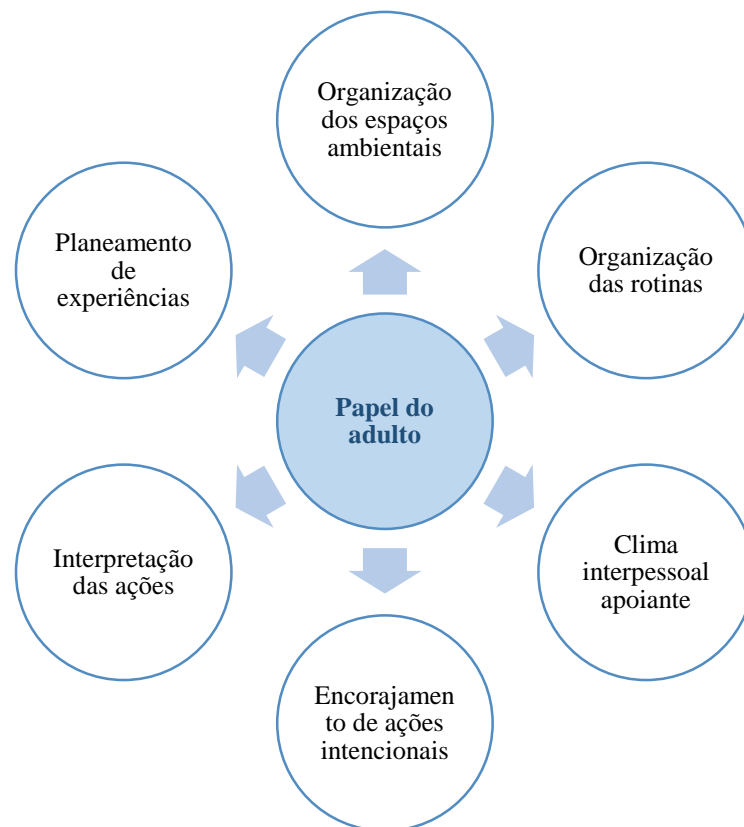 Organização
dos espaços
ambientais
Planeamento
de
experiências
Organização
das rotinas
Papel do
adulto
Interpretação
das ações
Clima
interpessoal
apoiante
Encorajamen
to de ações
intencionais